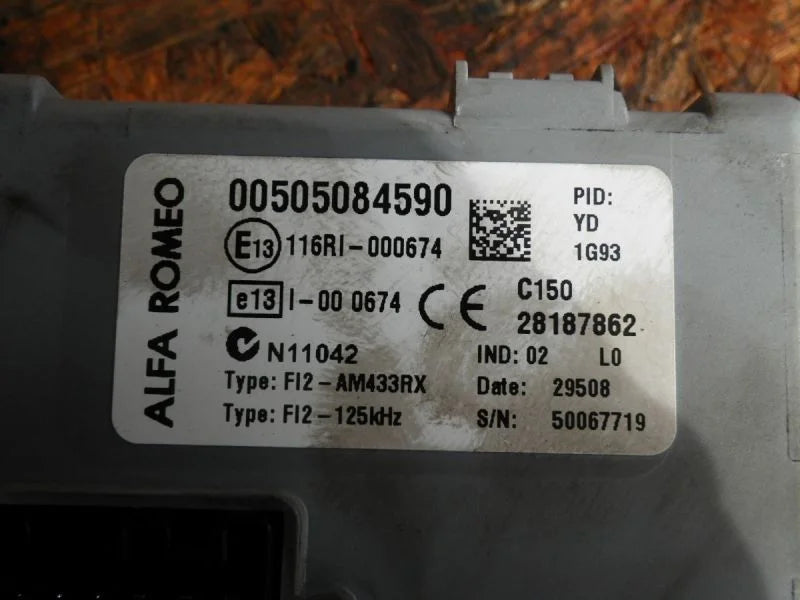 ALFA ROMEO
00505084590
E13 116RI-000674
e13 I-00 0674
N11042
Type: FI2-AM433RX
Type: FI2-125kHz
PID:
YD
1G93
CE C150
28187862
IND: 02 L0
Date: 29508
S/N: 50067719